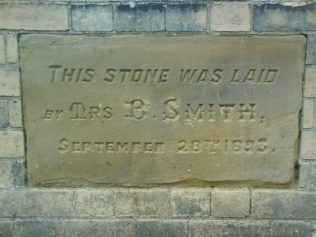 THIS STONE WAS LAID
BY MRS B. SMITH,
SEPTEMBER 28TH 1893.